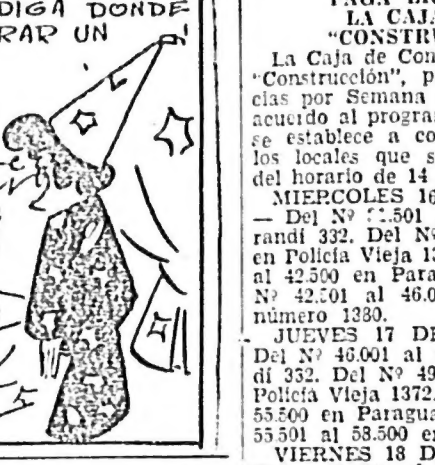 DIGA DONDE
RAR UN
LA CAJA
"CONSTRU
La Caja de Con
"Construcción", p
cias por Semana
acuerdo al program
se establece a co
los locales que s
del horario de 14
MIERCOLES 16
— Del Nº .501
randí 332. Del Nº
en Policía Vieja 13
al 42.500 en Para
Nº 42.501 al 46.0
número 1380.
JUEVES 17 DE
Del Nº 46.001 al
dí 332. Del Nº 49
Policía Vieja 1372.
55.500 en Paragua
55.501 al 58.500 en
VIERNES 18 D